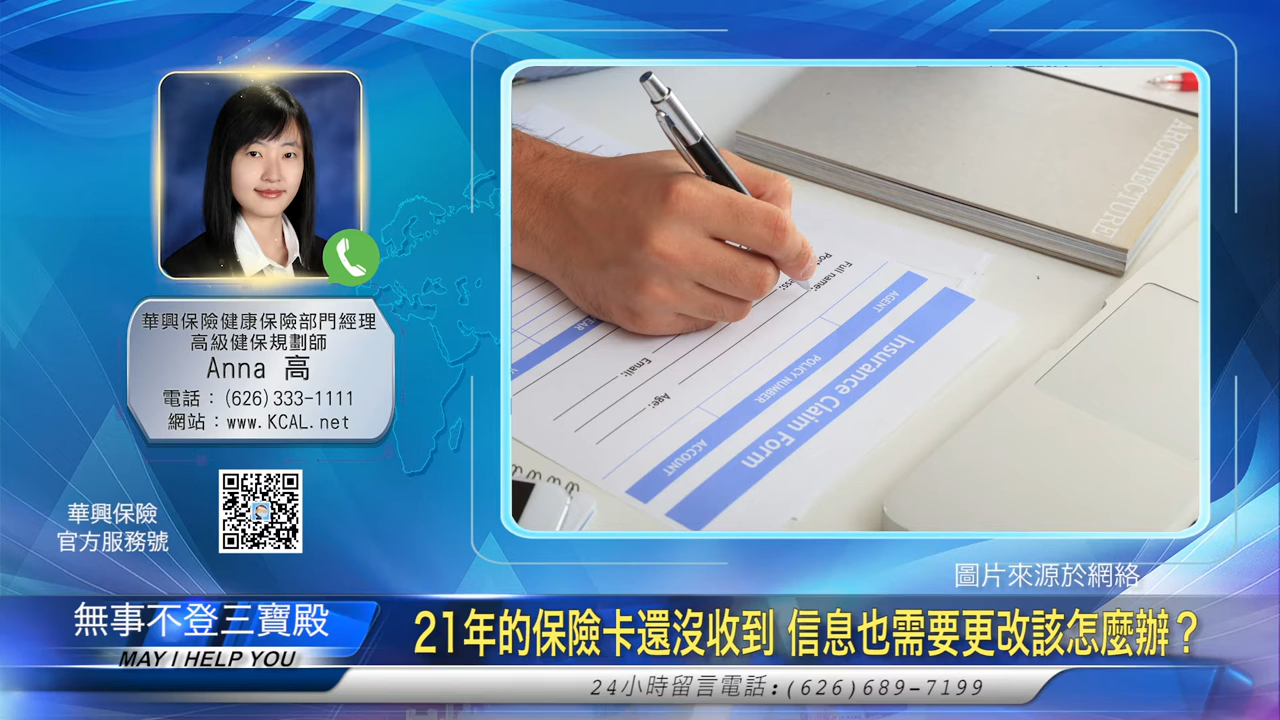 華興保險健康保險部門經理
高級健保規劃師
Anna 高
電話：(626)333-1111
網站：www.KCAL.net
華興保險
官方服務號
ARCHITECTURE
Full name:
Email:
Age:
AGENT
POLICY NUMBER
ACCOUNT
Insurance Claim Form
圖片來源於網絡
無事不登三寶殿
MAY I HELP YOU
21年的保險卡還沒收到 信息也需要更改該怎麼辦？
24小時留言電話:(626)689-7199